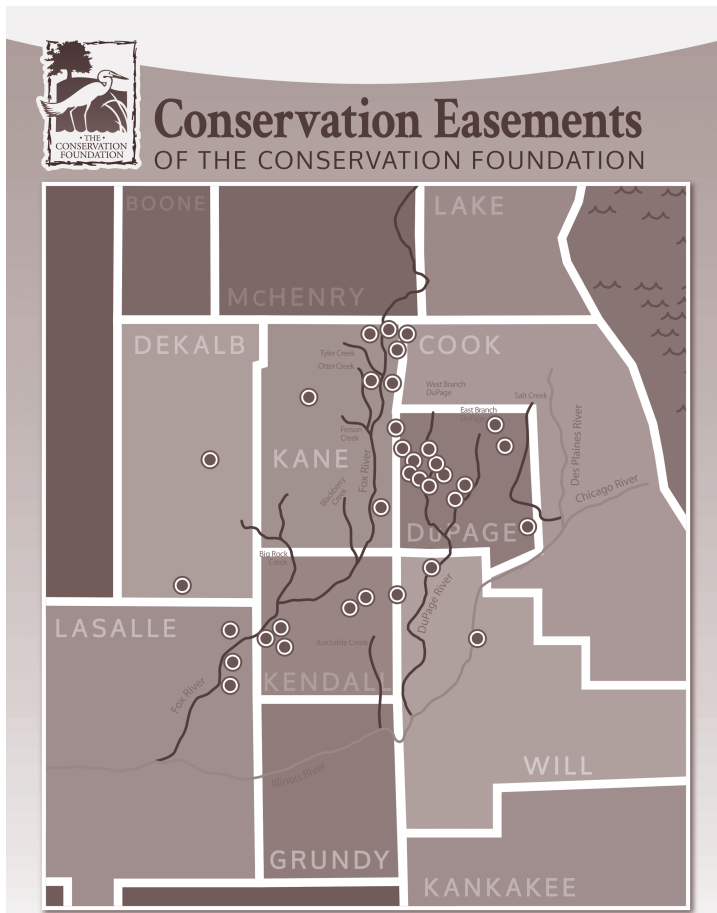 • THE •
CONSERVATION
FOUNDATION
Conservation Easements
OF THE CONSERVATION FOUNDATION
BOONE
LAKE
McHENRY
DEKALB
COOK
Tyler Creek
Otter Creek
West Branch
DuPage
Salt Creek
East Branch
DuPage
Ferson
Creek
KANE
Fox River
Des Plaines River
Blackberry
Creek
Chicago River
DuPAGE
Big Rock
Creek
DuPage River
LASALLE
AuxSable Creek
KENDALL
Fox River
WILL
Illinois River
GRUNDY
KANKAKEE